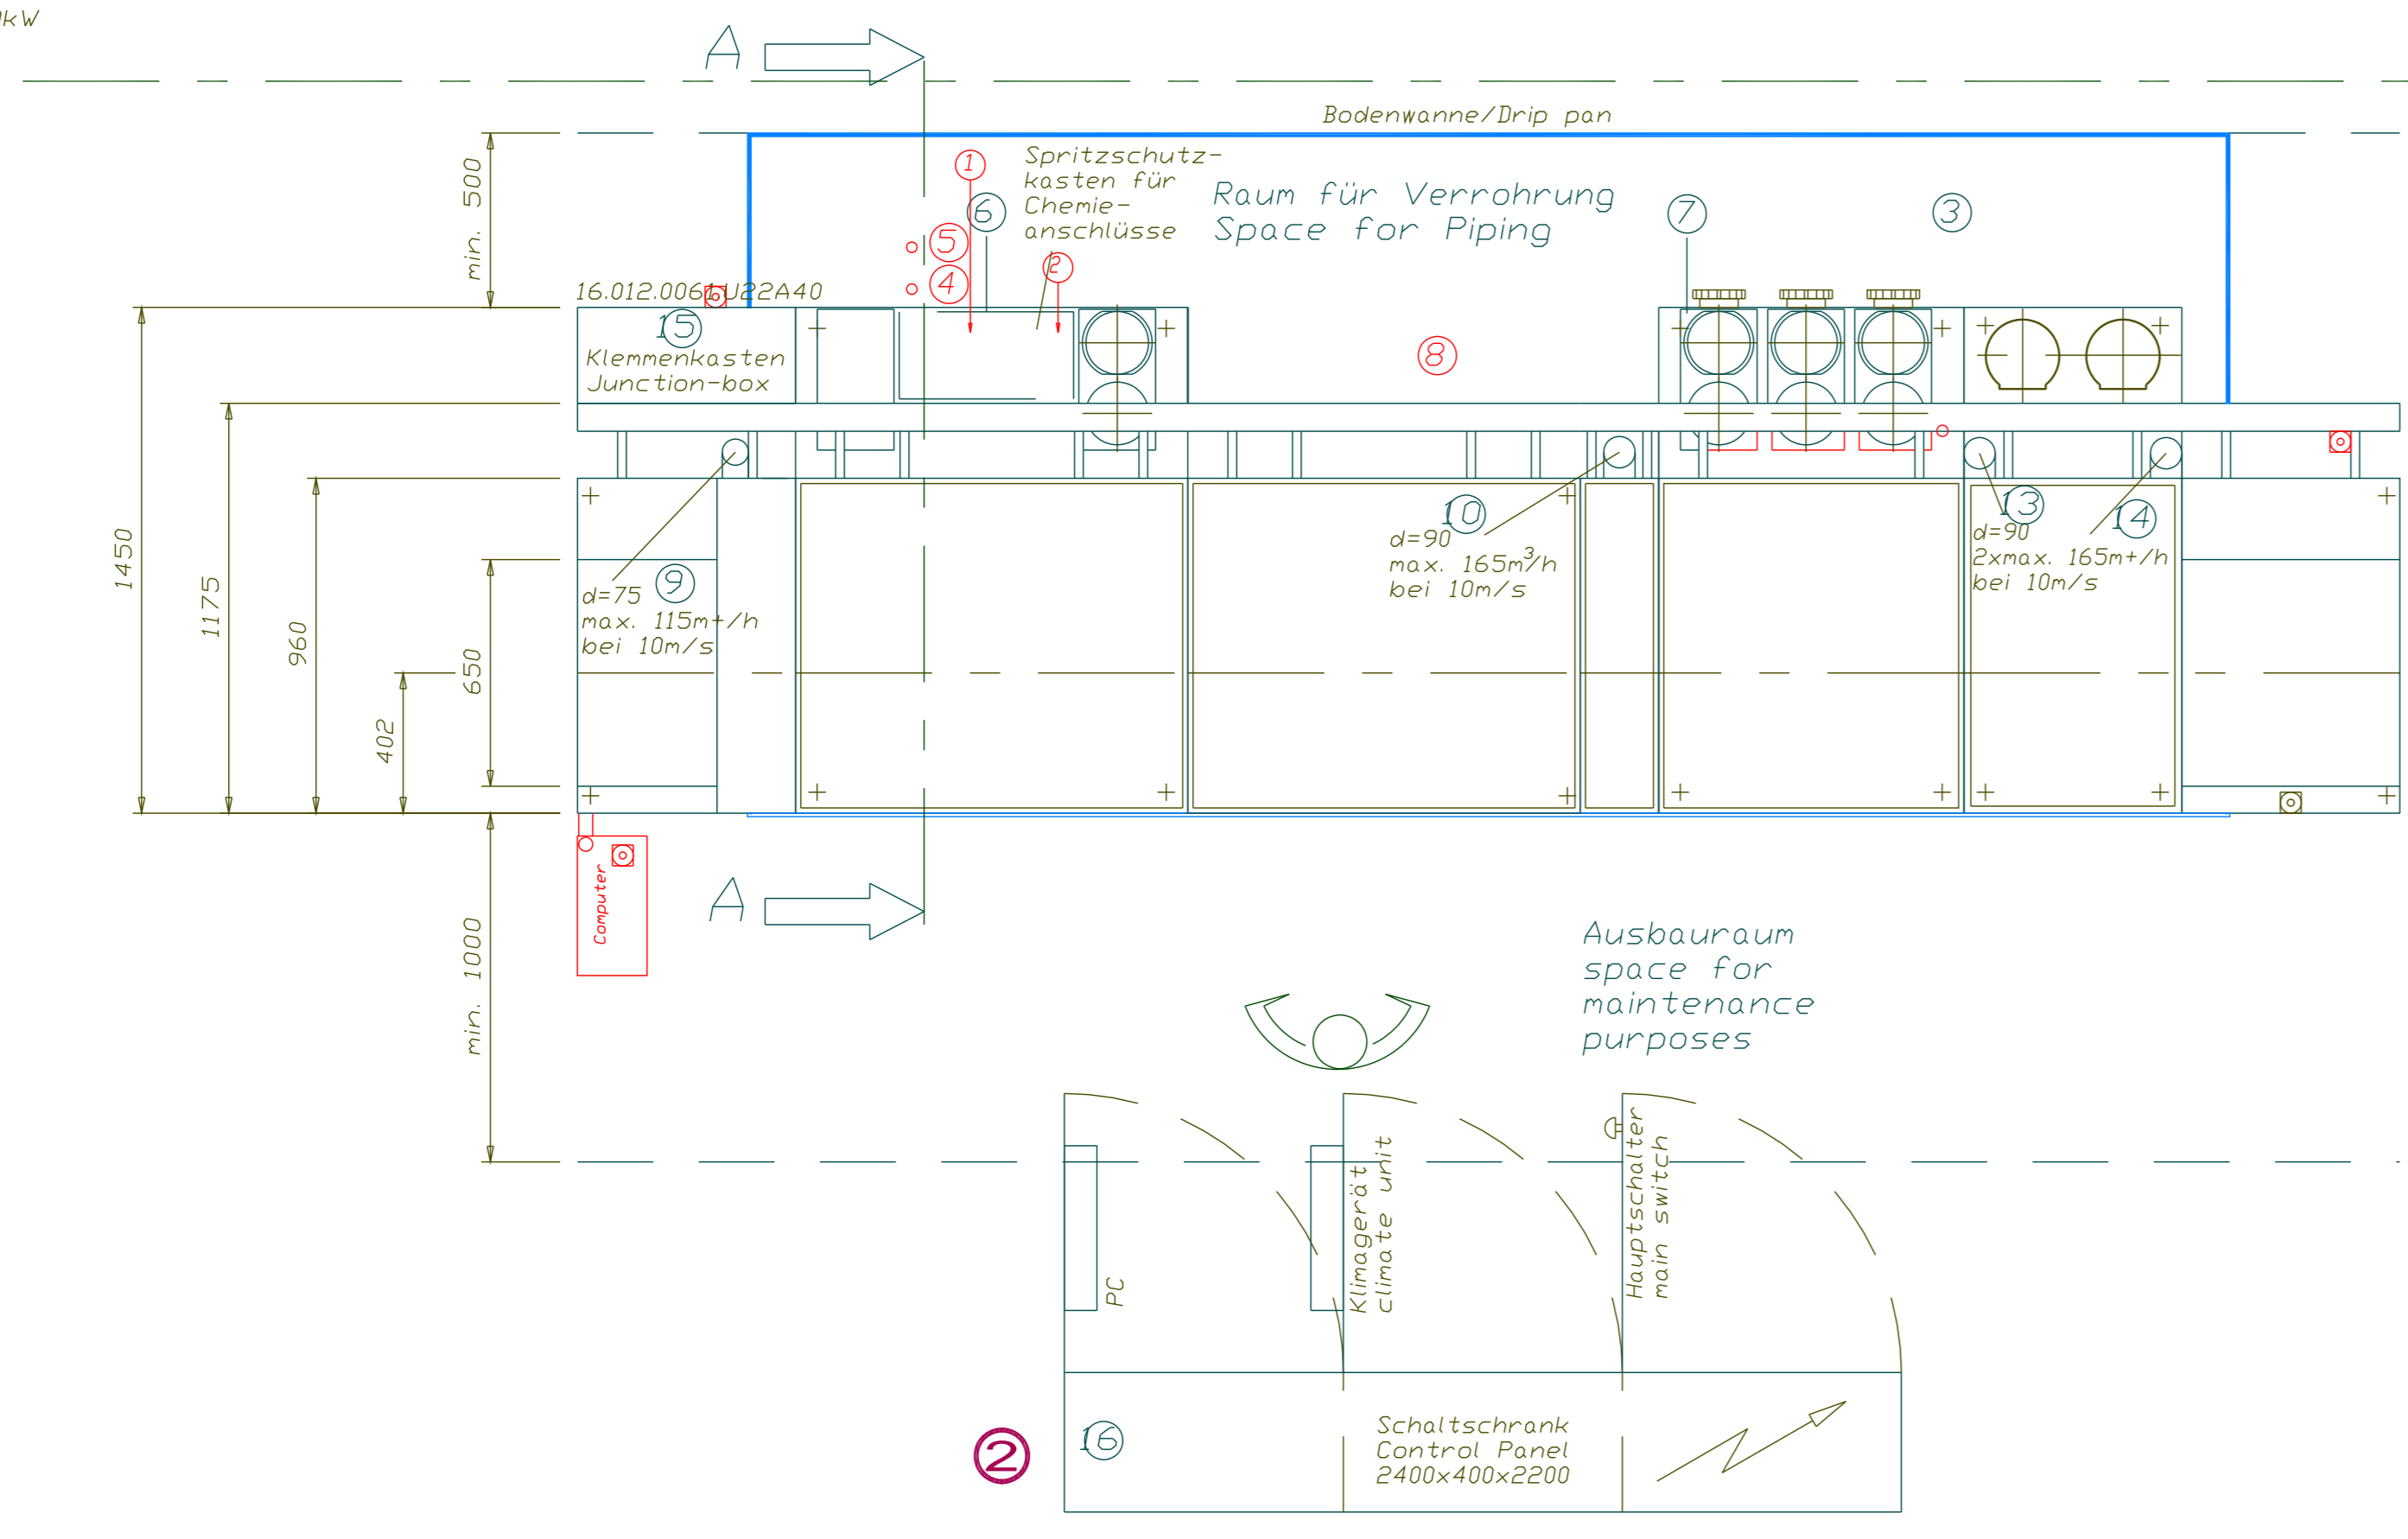 kW
A
Bodenwanne/Drip pan
min. 500
1
Spritzschutz-
kasten für
Chemie-
anschlüsse
6
5
4
2
Raum für Verrohrung
Space for Piping
7
3
16.012.0061.U22A40
15
Klemmenkasten
Junction-box
8
1450
1175
960
650
402
9
d=75
max. 115m+/h
bei 10m/s
10
d=90
max. 165m³/h
bei 10m/s
13
14
d=90
2xmax. 165m+/h
bei 10m/s
Computer
A
min. 1000
Ausbauraum
space for
maintenance
purposes
PC
Klimagerät
climate unit
Hauptschalter
main switch
2
16
Schaltschrank
Control Panel
2400x400x2200